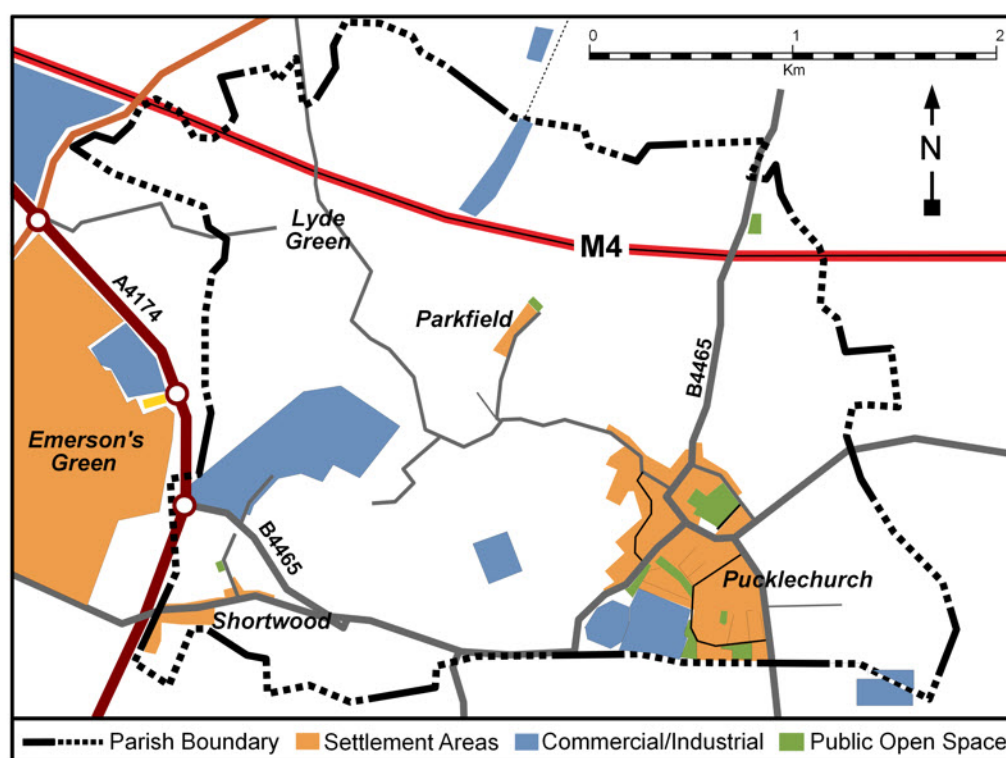 0 1 2
Km
N
Lyde
Green
M4
A4174
Parkfield
B4465
Emerson's
Green
B4465
Pucklechurch
Shortwood
Parish Boundary Settlement Areas Commercial/Industrial Public Open Space